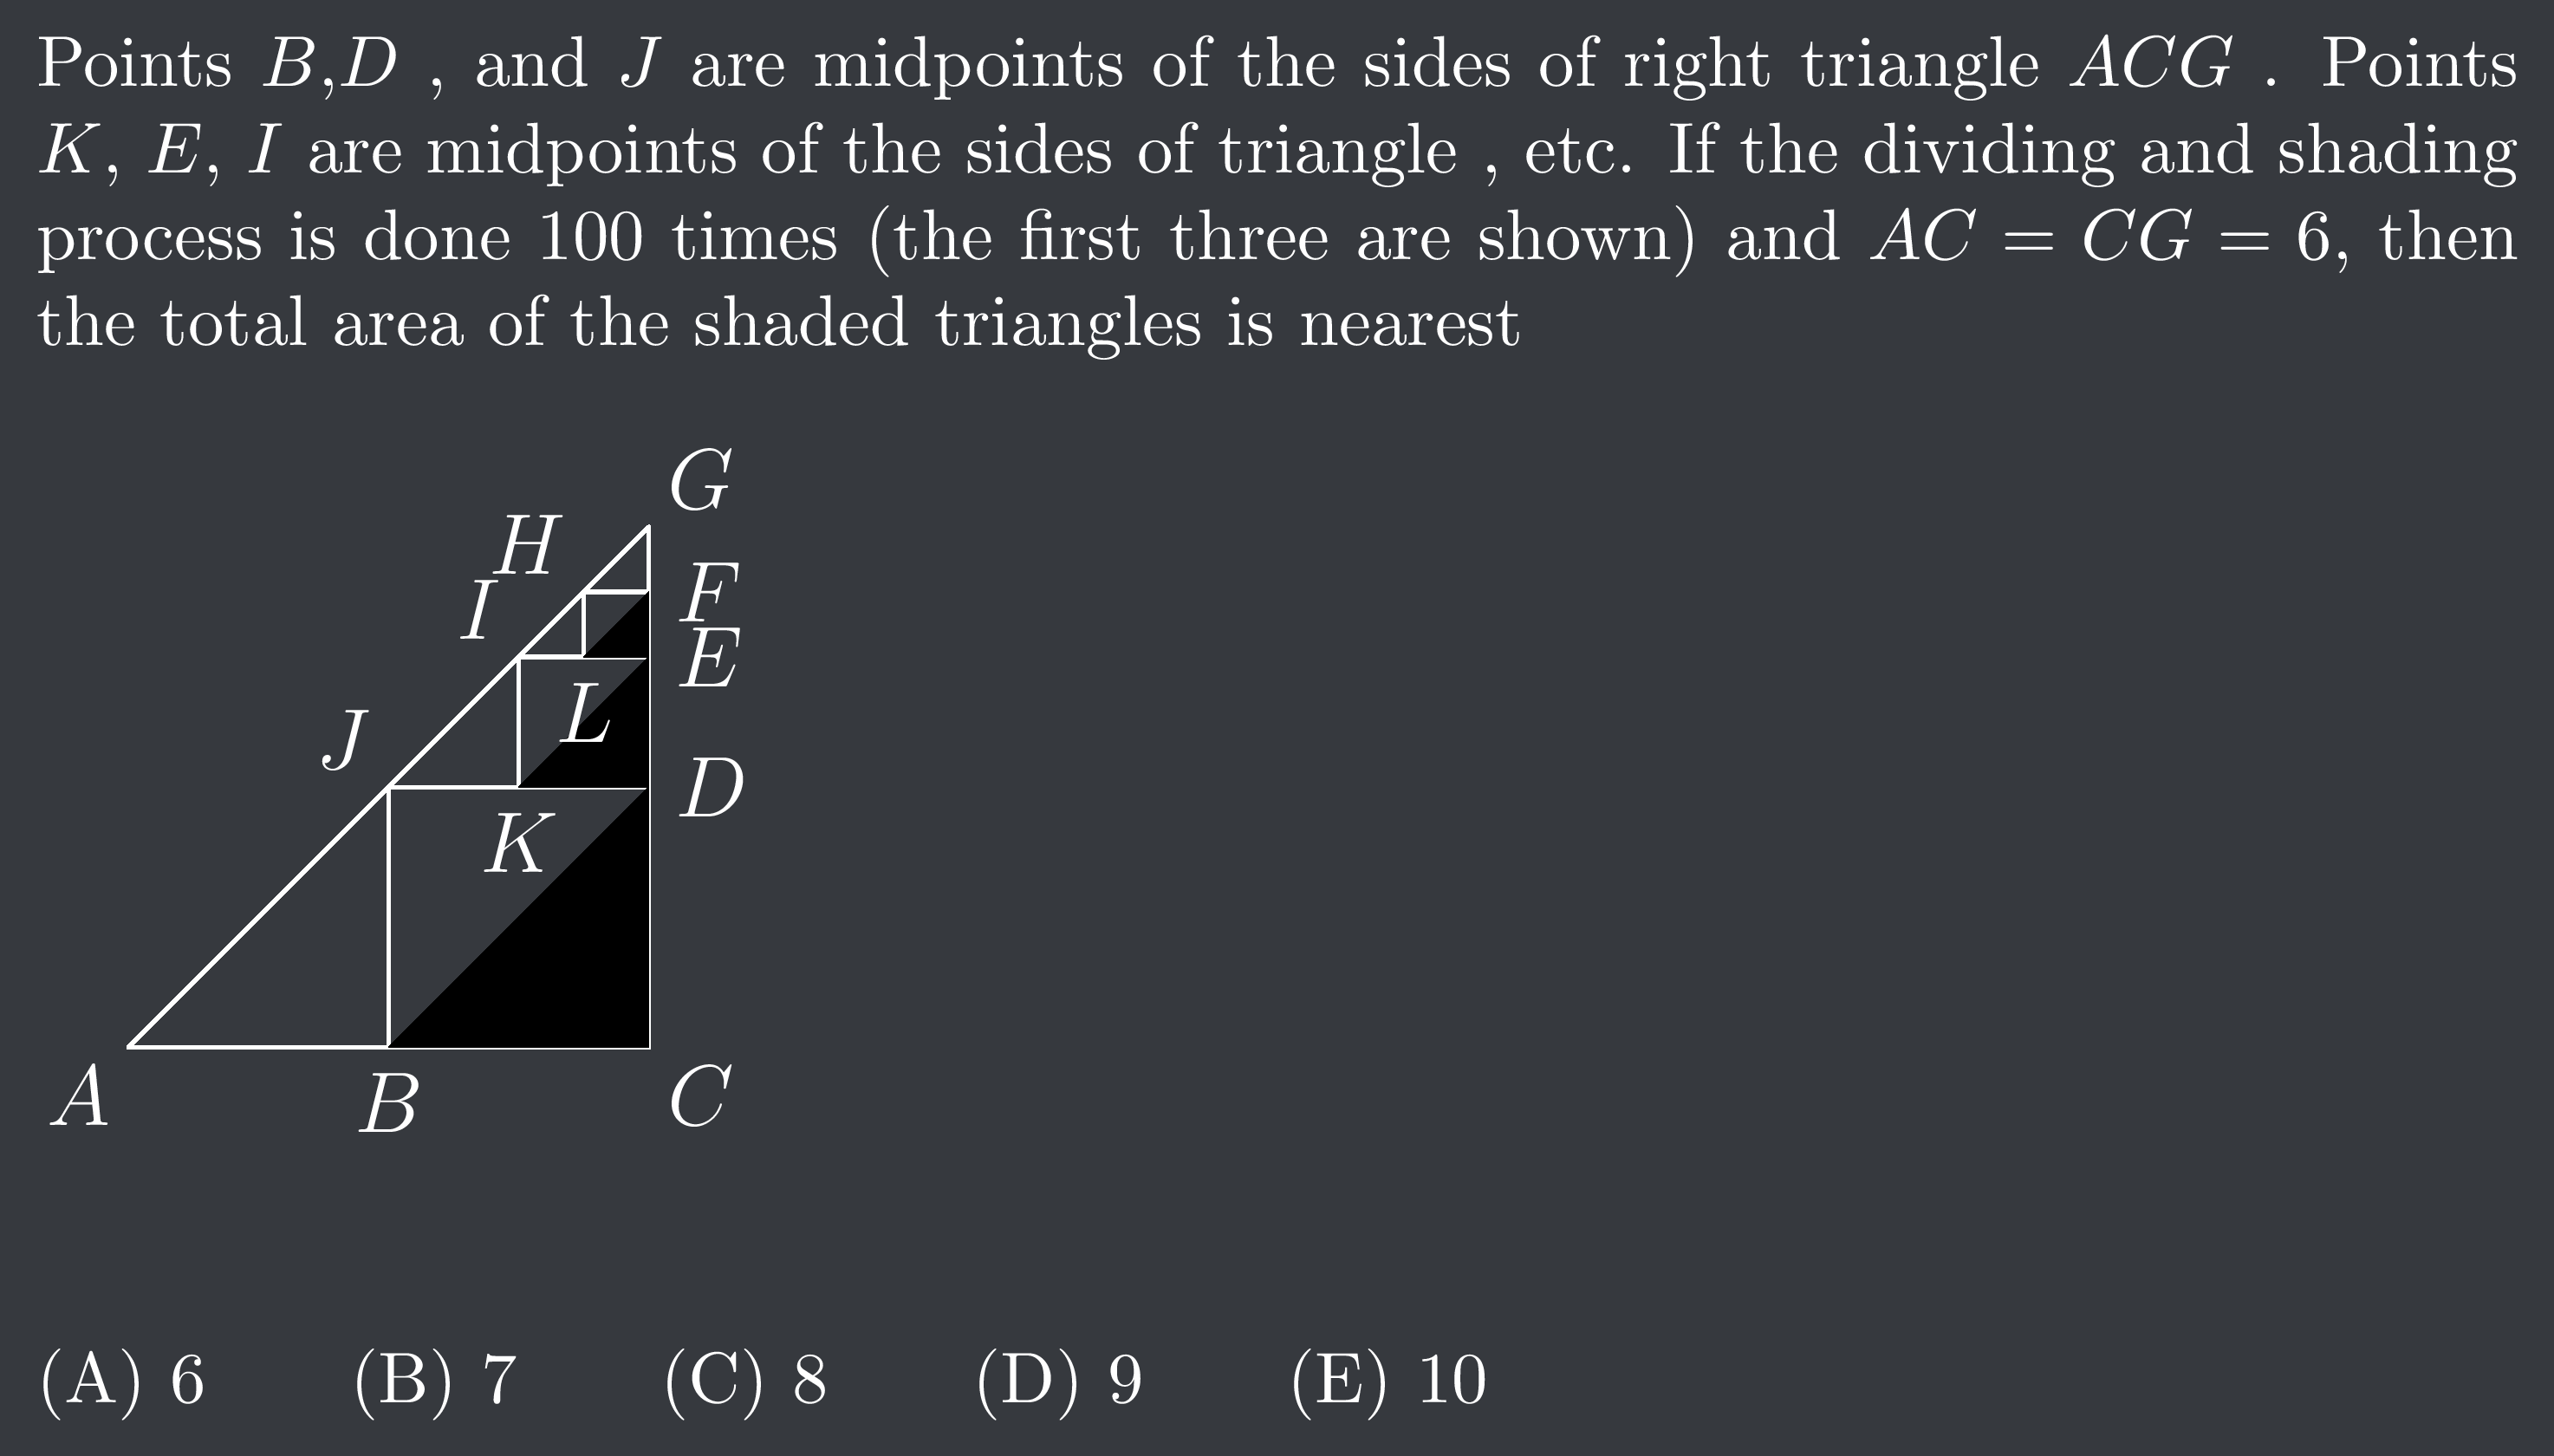 Points B,D , and J are midpoints of the sides of right triangle ACG . Points
K, E, I are midpoints of the sides of triangle , etc. If the dividing and shading
process is done 100 times (the first three are shown) and AC = CG = 6, then
the total area of the shaded triangles is nearest
G
H
F
I
E
L
J
D
K
A B C
(A) 6 (B) 7 (C) 8 (D) 9 (E) 10